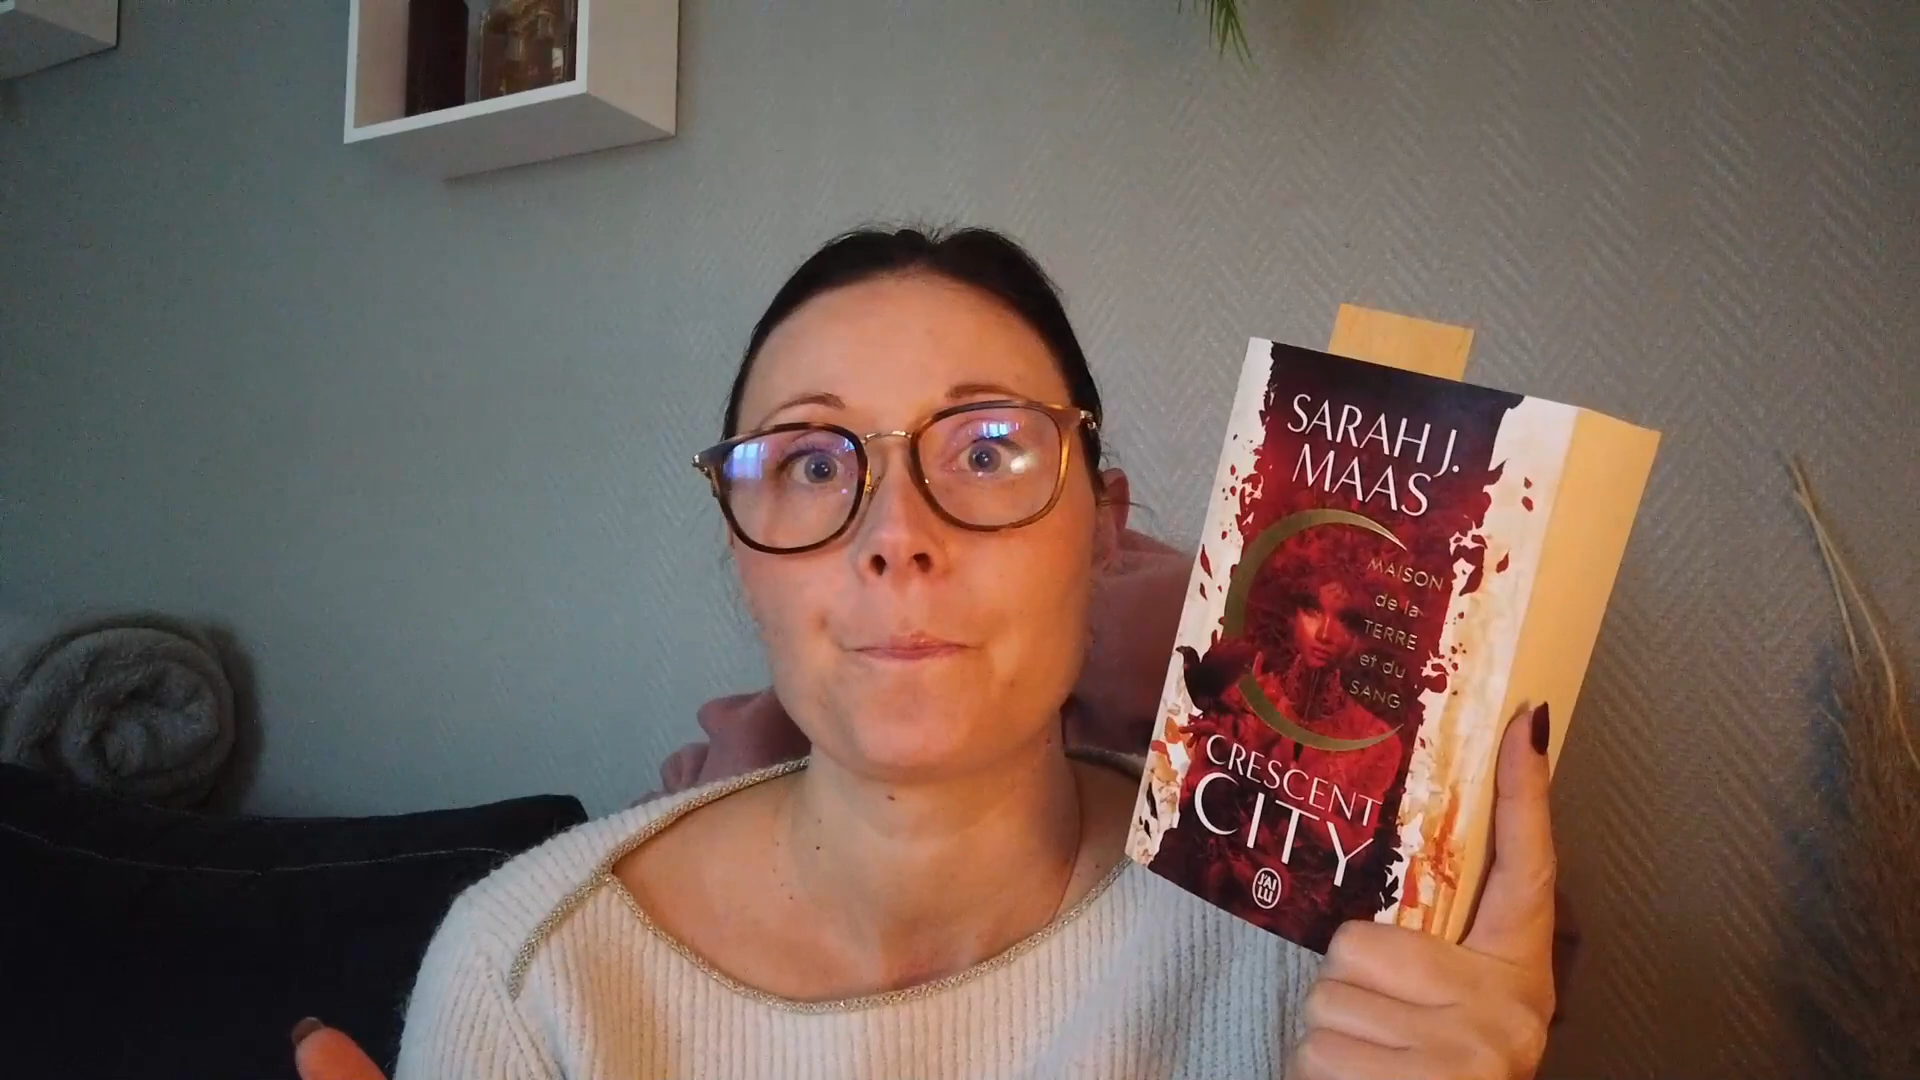 SARAH J.
MAAS
MAISON
de la
TERRE
et du
SANG
CRESCENT
CITY
J'AI
LU